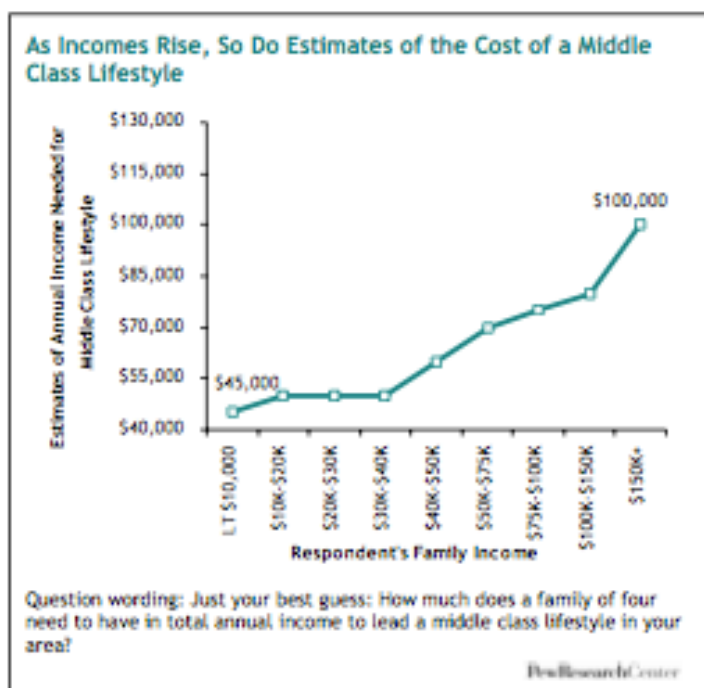 As Incomes Rise, So Do Estimates of the Cost of a Middle
Class Lifestyle
Estimates of Annual Income Needed for
Middle Class Lifestyle
$130,000
$115,000
$100,000
$85,000
$70,000
$55,000
$40,000
$45,000
$100,000
LT $10,000
$10K-$20K
$20K-$30K
$30K-$40K
$40K-$50K
$50K-$75K
$75K-$100K
$100K-$150K
$150K+
Respondent's Family Income
Question wording: Just your best guess: How much does a family of four
need to have in total annual income to lead a middle class lifestyle in your
area?
PewResearchCenter